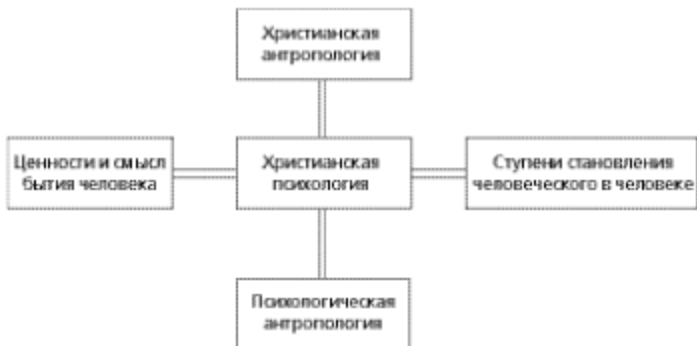 Христианская
антропология
Ценности и смысл
бытия человека
Христианская
психология
Ступени становления
человеческого в человеке
Психологическая
антропология